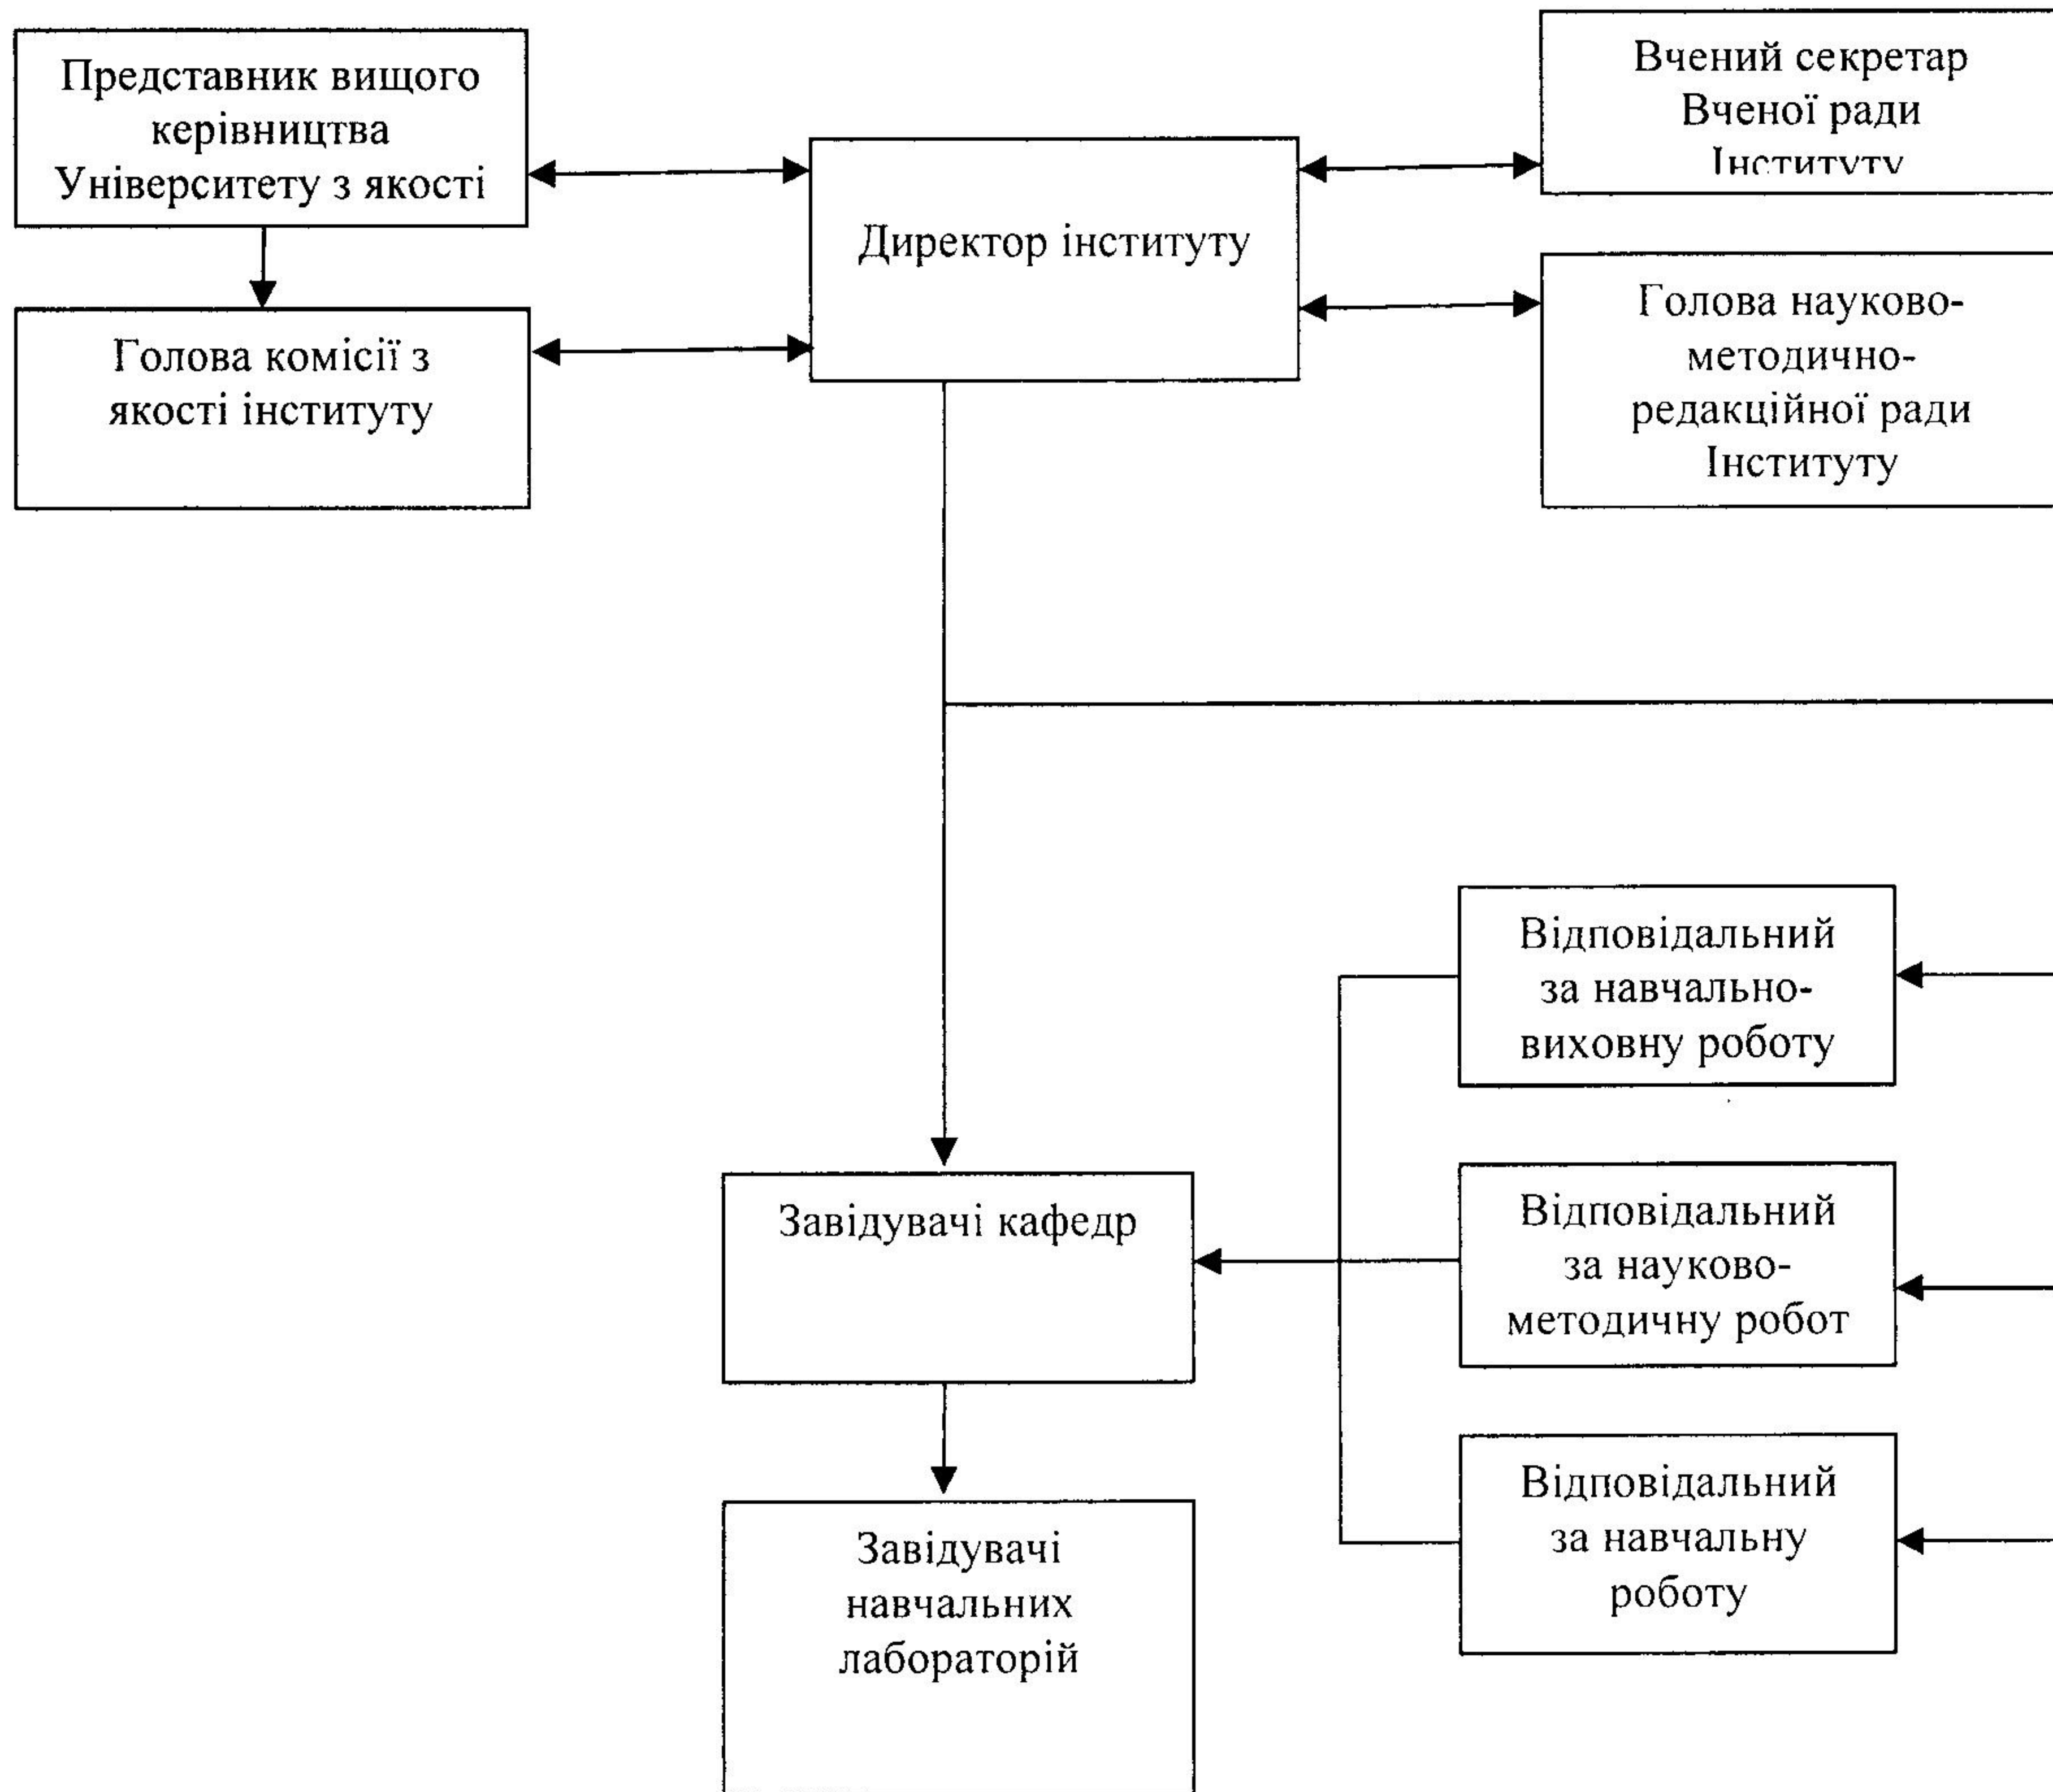 Представник вищого
керівництва
Університету з якості
Вчений секретар
Вченої ради
Інституту
Директор інституту
Голова комісії з
якості інституту
Голова науково-
методично-
редакційної ради
Інституту
Відповідальний
за навчально-
виховну роботу
Завідувачі кафедр
Відповідальний
за науково-
методичну робот
Відповідальний
за навчальну
роботу
Завідувачі
навчальних
лабораторій